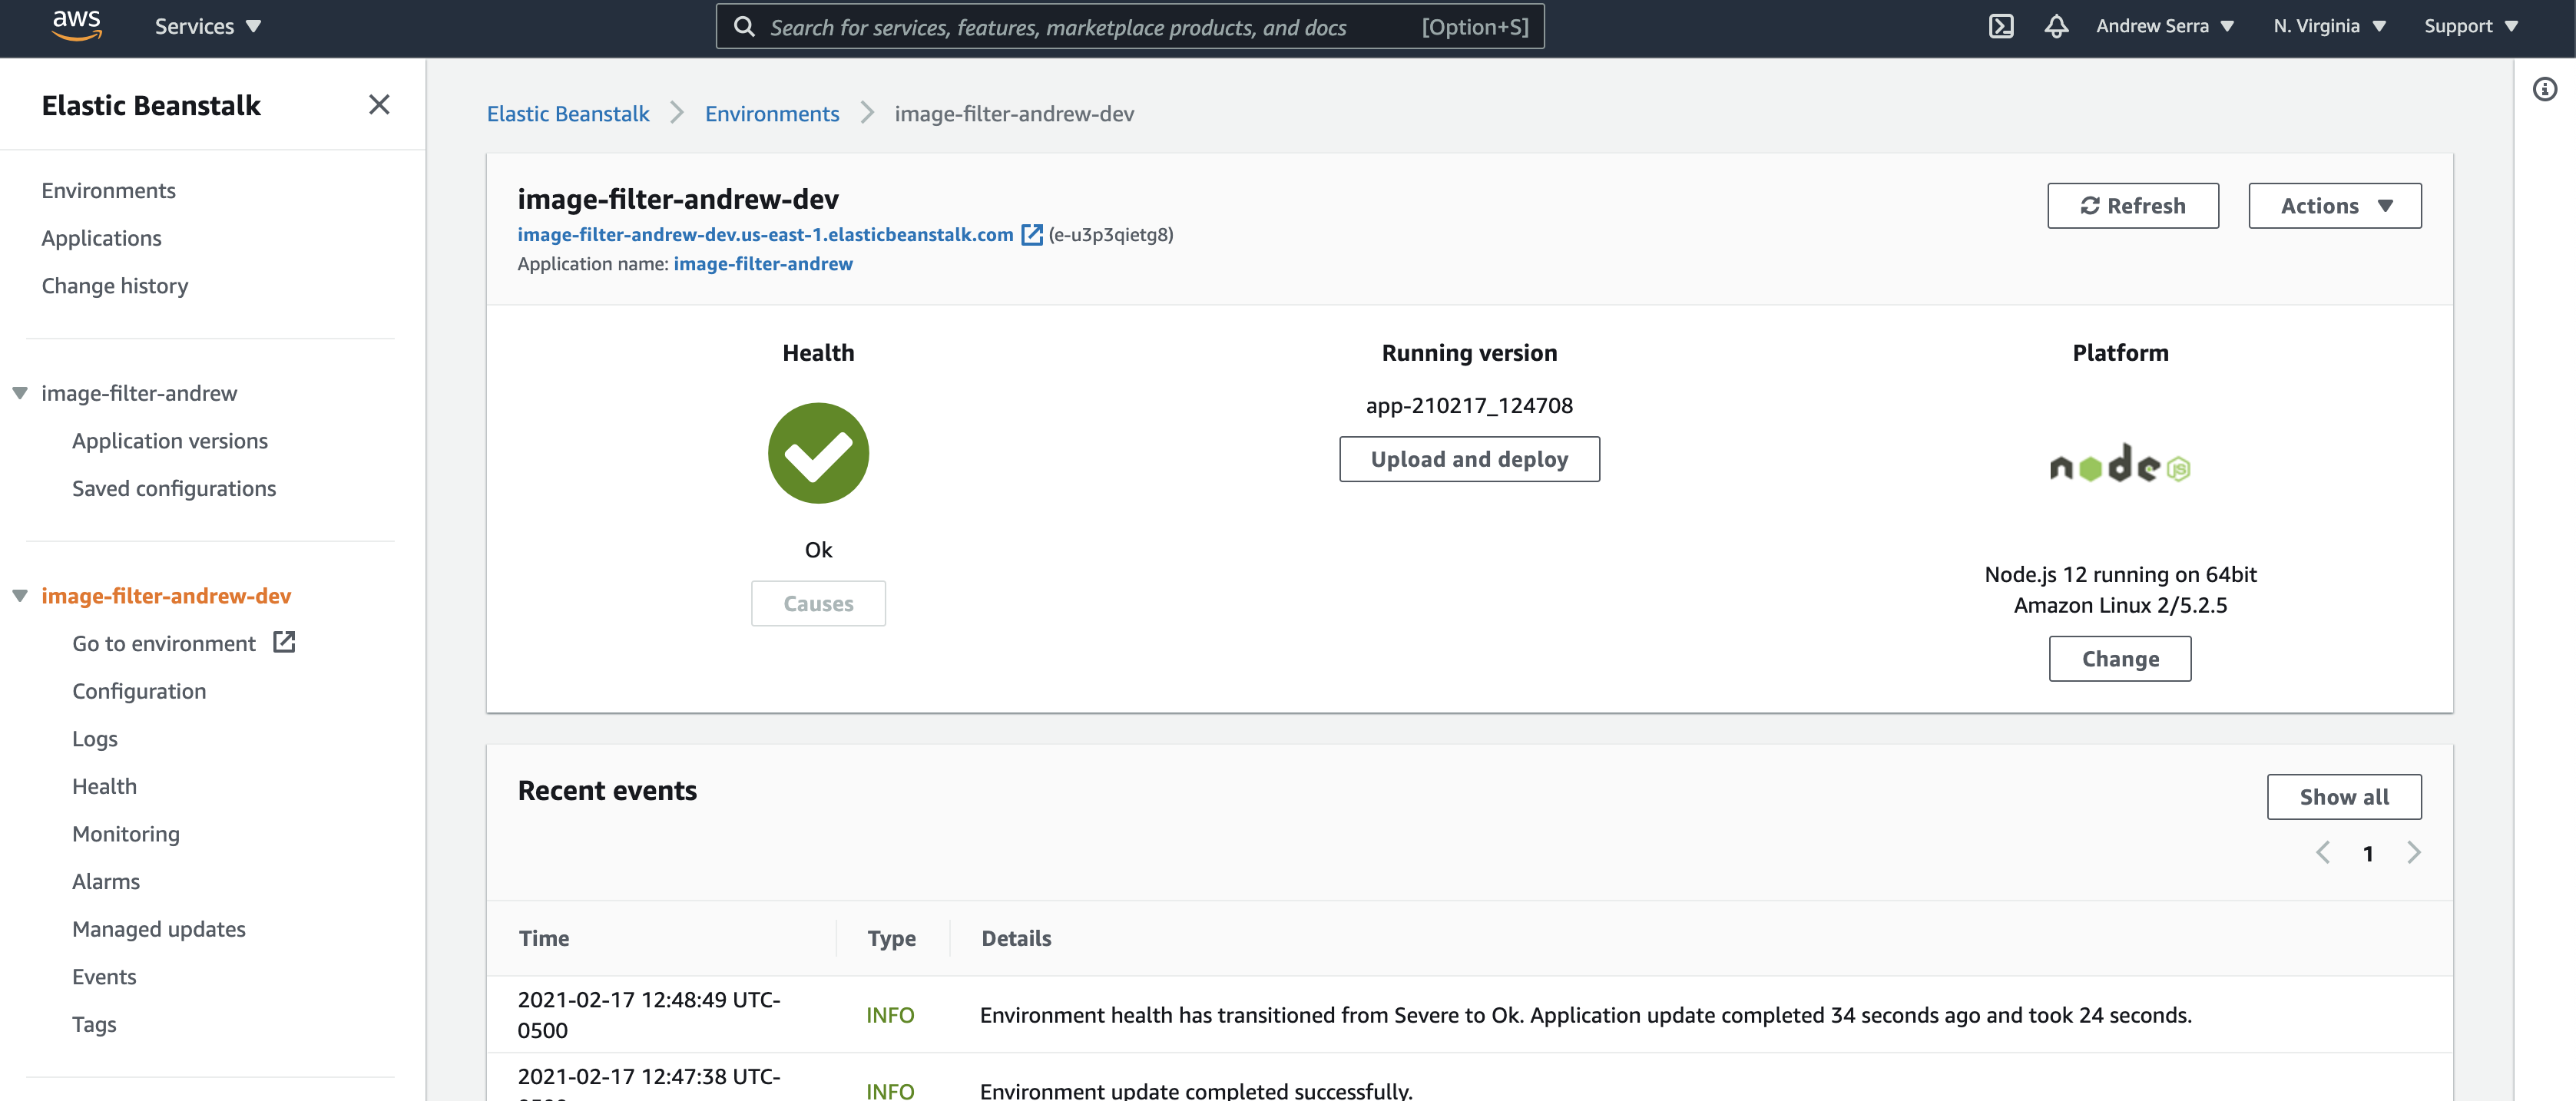 aws
Services
Search for services, features, marketplace products, and docs [Option+S]
Andrew Serra
N. Virginia
Support
Elastic Beanstalk
Environments
Applications
Change history
image-filter-andrew
Application versions
Saved configurations
image-filter-andrew-dev
Go to environment
Configuration
Logs
Health
Monitoring
Alarms
Managed updates
Events
Tags
Elastic Beanstalk > Environments > image-filter-andrew-dev
image-filter-andrew-dev
image-filter-andrew-dev.us-east-1.elasticbeanstalk.com (e-u3p3qietg8)
Application name: image-filter-andrew
Refresh
Actions
Health
Ok
Causes
Running version
app-210217_124708
Upload and deploy
Platform
node JS
Node.js 12 running on 64bit
Amazon Linux 2/5.2.5
Change
Recent events
Show all
1
Time Type Details
2021-02-17 12:48:49 UTC-
0500
INFO
Environment health has transitioned from Severe to Ok. Application update completed 34 seconds ago and took 24 seconds.
2021-02-17 12:47:38 UTC-
INFO
Environment update completed successfully.